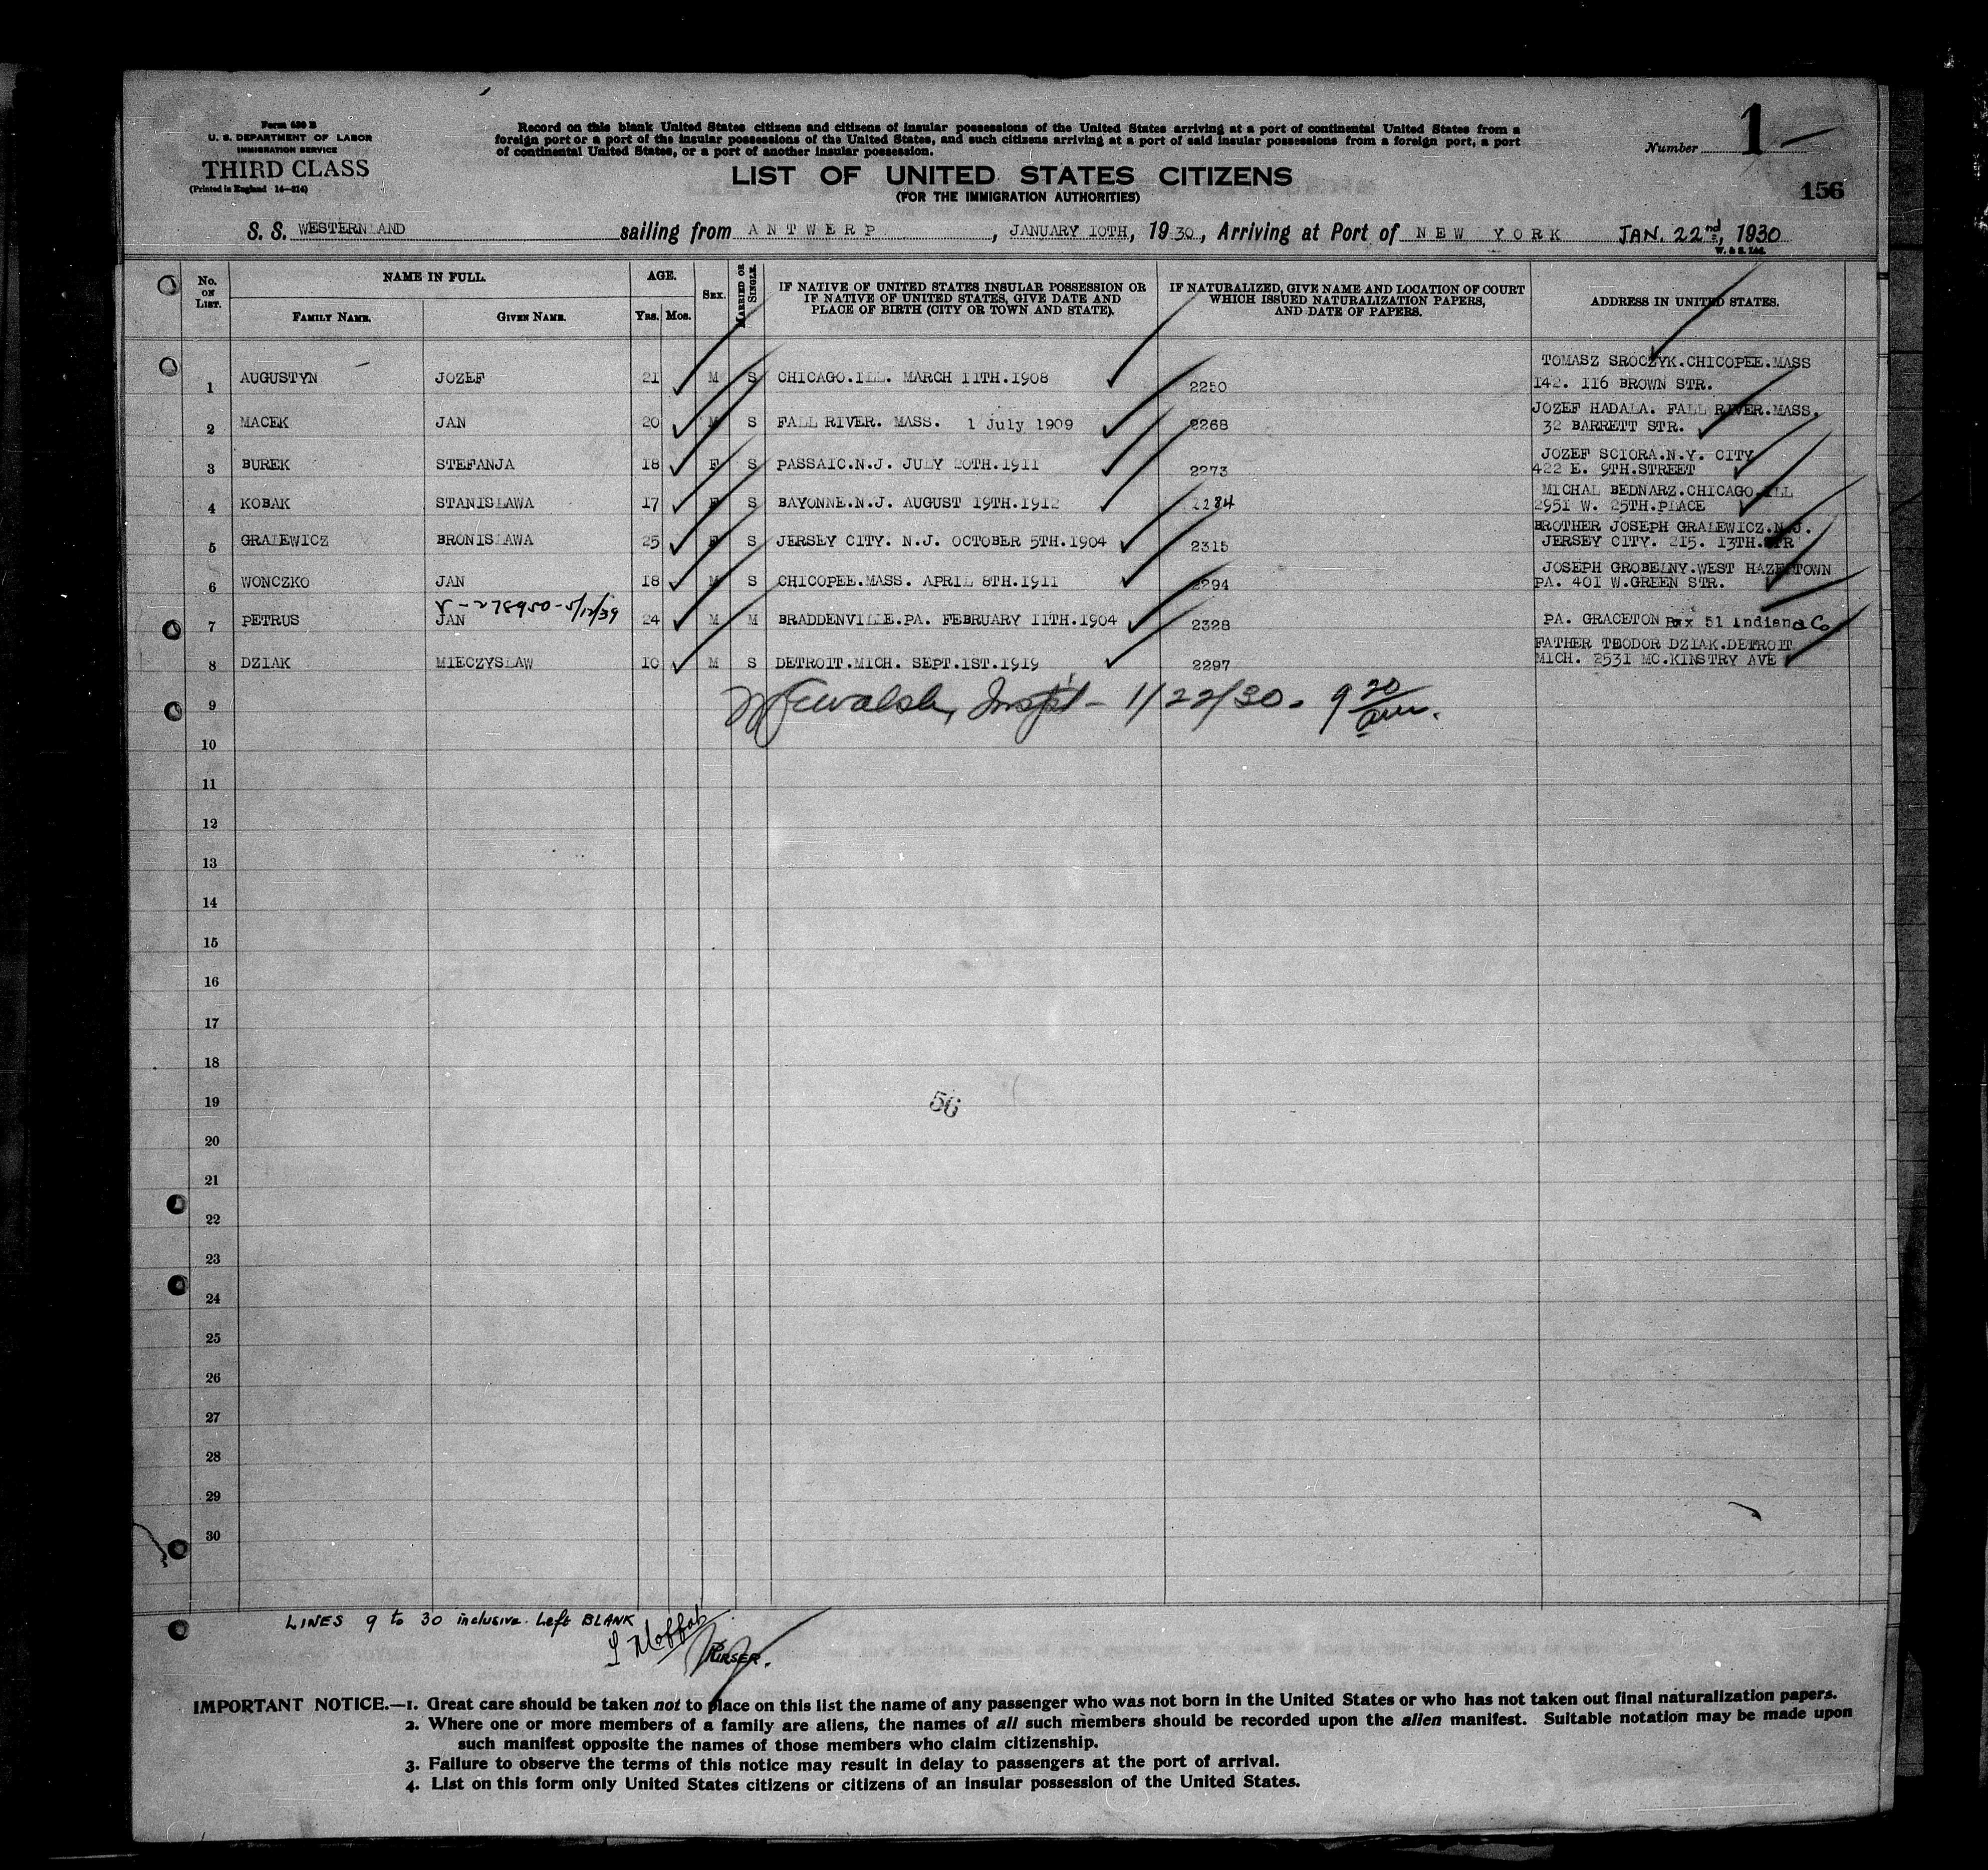 Form 630 B
U. S. DEPARTMENT OF LABOR
IMMIGRATION SERVICE
THIRD CLASS
(Printed in England 14—214)
Record on this blank United States citizens and citizens of insular possessions of the United States arriving at a port of continental United States from a
foreign port or a port of the insular possessions of the United States, and such citizens arriving at a port of said insular possessions from a foreign port, a port
of continental United States, or a port of another insular possession.
Number 1
LIST OF UNITED STATES CITIZENS
(FOR THE IMMIGRATION AUTHORITIES)
156
S. S. WESTERNLAND sailing from ANTWERP, JANUARY 10TH, 1930, Arriving at Port of NEW YORK JAN. 22nd, 1930
W. & S. Ltd.
No. ON LIST. NAME IN FULL. FAMILY NAME. GIVEN NAME. AGE. YRS. MOS. SEX. MARRIED OR SINGLE. IF NATIVE OF UNITED STATES INSULAR POSSESSION OR IF NATIVE OF UNITED STATES, GIVE DATE AND PLACE OF BIRTH (CITY OR TOWN AND STATE). IF NATURALIZED, GIVE NAME AND LOCATION OF COURT WHICH ISSUED NATURALIZATION PAPERS, AND DATE OF PAPERS. ADDRESS IN UNITED STATES.
1 AUGUSTYN JOZEF 21 M S CHICAGO.ILL. MARCH 11TH.1908 2250 TOMASZ SROCZYK.CHICOPEE.MASS
142. 116 BROWN STR.
2 MACEK JAN 20 M S FALL RIVER. MASS. 1 July 1909 2268 JOZEF HADALA. FALL RIVER.MASS.
32 BARRETT STR.
3 BUREK STEFANJA 18 F S PASSAIC.N.J. JULY 20TH.1911 2273 JOZEF SCIORA.N.Y. CITY
422 E. 9TH.STREET
4 KOBAK STANISLAWA 17 F S BAYONNE.N.J. AUGUST 19TH.1912 2284 MICHAL BEDNARZ.CHICAGO.ILL
2951 W. 25TH.PLACE
5 GRALEWICZ BRONISLAWA 25 F S JERSEY CITY. N.J. OCTOBER 5TH.1904 2315 BROTHER JOSEPH GRALEWICZ.N.J.
JERSEY CITY. 215. 13TH.STR
6 WONCZKO JAN 18 M S CHICOPEE.MASS. APRIL 8TH.1911 2294 JOSEPH GROBELNY.WEST HAZELTOWN
PA. 401 W.GREEN STR.
V-278950-5/12/39
7 PETRUS JAN 24 M M BRADDENVILLE.PA. FEBRUARY 11TH.1904 2328 PA. GRACETON Box 51 Indiana Co
8 DZIAK MIECZYSLAW 10 M S DETROIT.MICH. SEPT.1ST.1919 2297 FATHER TEODOR DZIAK.DETROIT
MICH. 2531 MC.KINSTRY AVE
9 Walsh, Inspt - 1/22/30. 9 20/am.
10
11
12
13
14
15
16
17
18
19
56
20
21
22
23
24
25
26
27
28
29
30
LINES 9 to 30 inclusive Left BLANK
Moffat
PURSER.
IMPORTANT NOTICE.—1. Great care should be taken not to place on this list the name of any passenger who was not born in the United States or who has not taken out final naturalization papers.
2. Where one or more members of a family are aliens, the names of all such members should be recorded upon the alien manifest. Suitable notation may be made upon
such manifest opposite the names of those members who claim citizenship.
3. Failure to observe the terms of this notice may result in delay to passengers at the port of arrival.
4. List on this form only United States citizens or citizens of an insular possession of the United States.